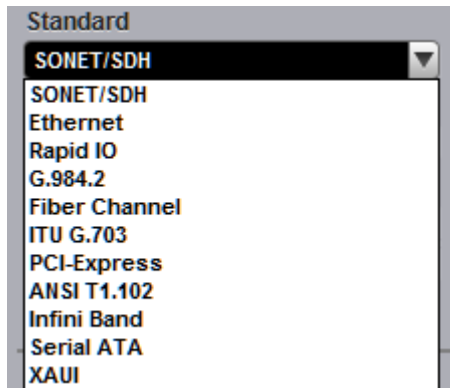 Standard
SONET/SDH
SONET/SDH
Ethernet
Rapid IO
G.984.2
Fiber Channel
ITU G.703
PCI-Express
ANSI T1.102
Infini Band
Serial ATA
XAUI